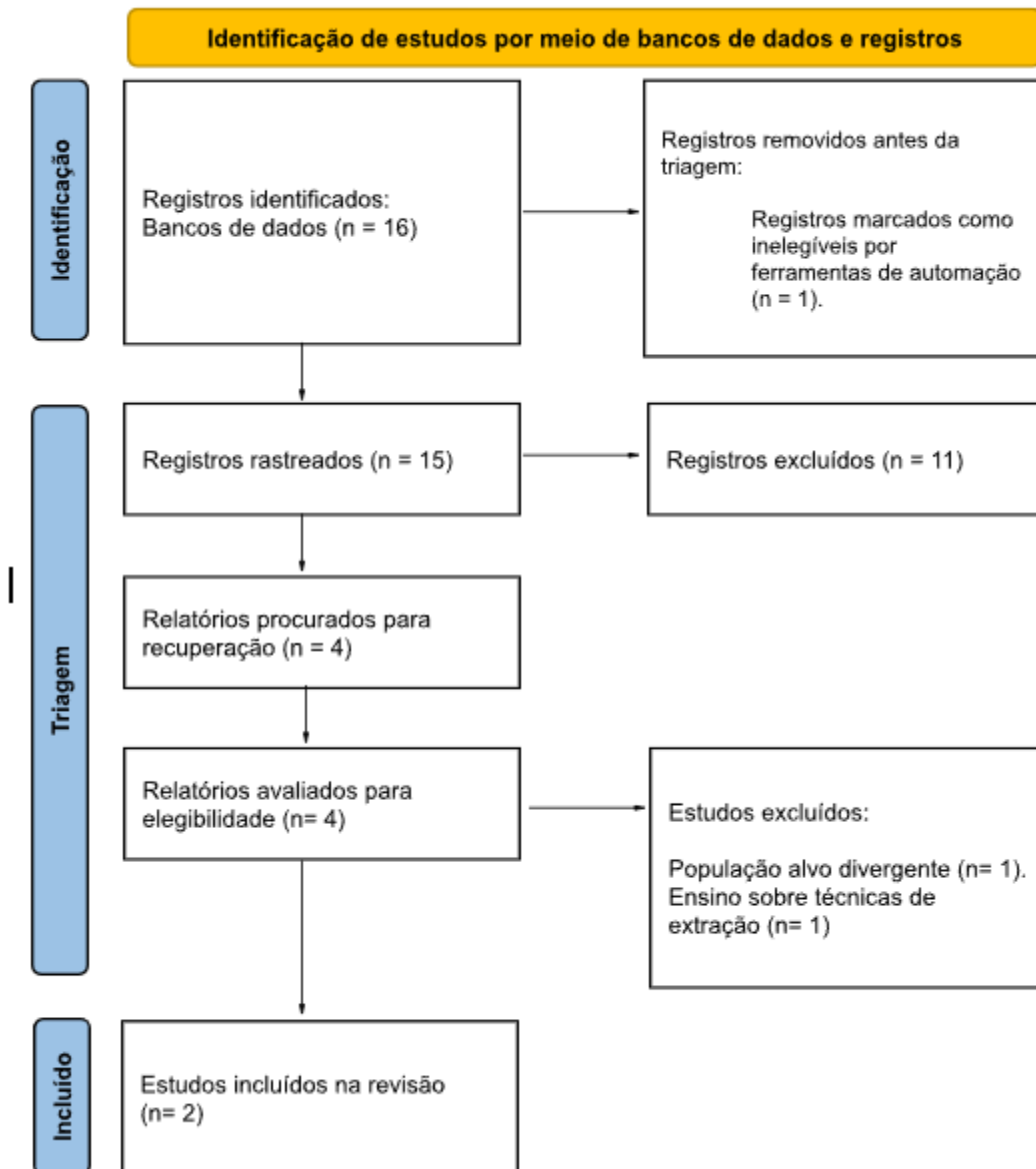 Identificação de estudos por meio de bancos de dados e registros
Identificação
Registros identificados:
Bancos de dados (n = 16)
Registros removidos antes da
triagem:
Registros marcados como
inelegíveis por
ferramentas de automação
(n = 1).
Triagem
Registros rastreados (n = 15)
Registros excluídos (n = 11)
Relatórios procurados para
recuperação (n = 4)
Relatórios avaliados para
elegibilidade (n= 4)
Estudos excluídos:
População alvo divergente (n= 1).
Ensino sobre técnicas de
extração (n= 1)
Incluído
Estudos incluídos na revisão
(n= 2)